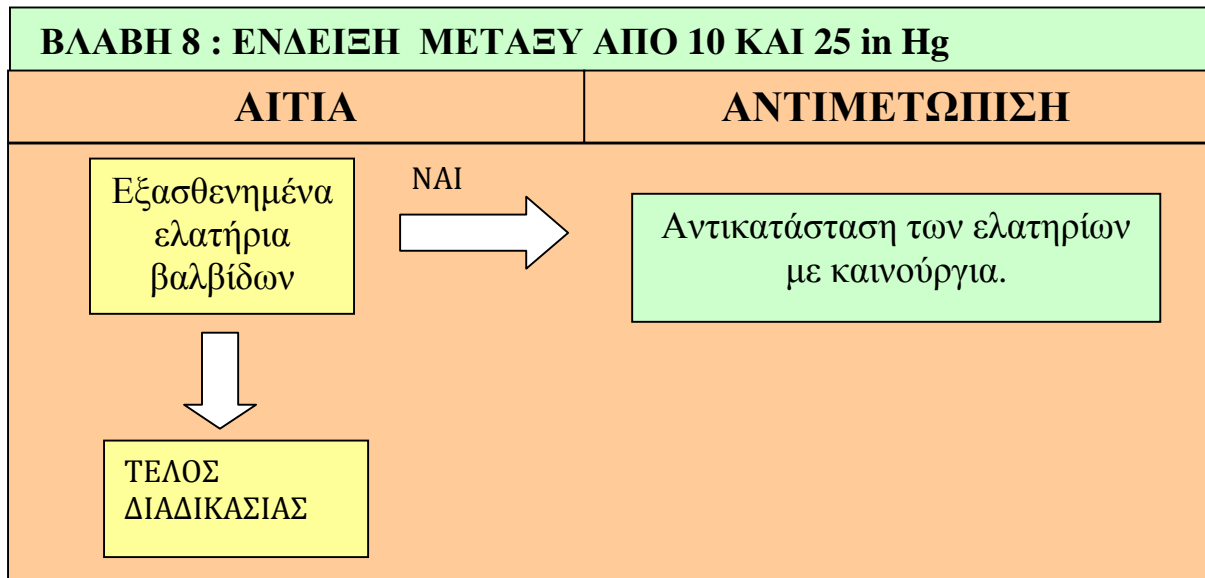 ΒΛΑΒΗ 8 : ΕΝΔΕΙΞΗ ΜΕΤΑΞΥ ΑΠΟ 10 ΚΑΙ 25 in Hg
ΑΙΤΙΑ
ΑΝΤΙΜΕΤΩΠΙΣΗ
Εξασθενημένα
ελατήρια
βαλβίδων
ΝΑΙ
Αντικατάσταση των ελατηρίων
με καινούργια.
ΤΕΛΟΣ
ΔΙΑΔΙΚΑΣΙΑΣ